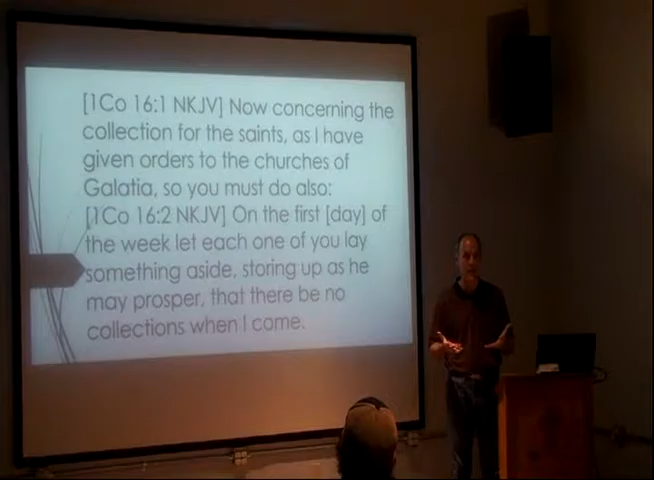 [1Co 16:1 NKJV] Now concerning the
collection for the saints, as I have
given orders to the churches of
Galatia, so you must do also:
[1Co 16:2 NKJV] On the first [day] of
the week let each one of you lay
something aside, storing up as he
may prosper, that there be no
collections when I come.